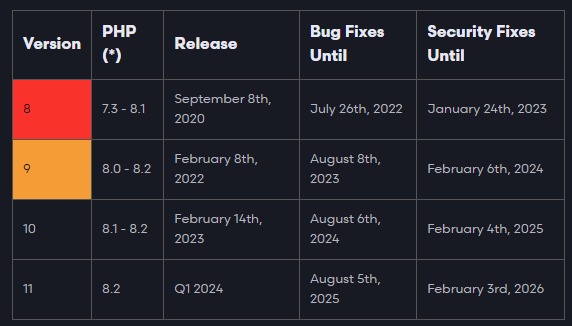 Version
PHP
(*)
Release
Bug Fixes
Until
Security Fixes
Until
8
7.3 - 8.1
September 8th,
2020
July 26th, 2022
January 24th, 2023
9
8.0 - 8.2
February 8th,
2022
August 8th,
2023
February 6th, 2024
10
8.1 - 8.2
February 14th,
2023
August 6th,
2024
February 4th, 2025
11
8.2
Q1 2024
August 5th,
2025
February 3rd, 2026